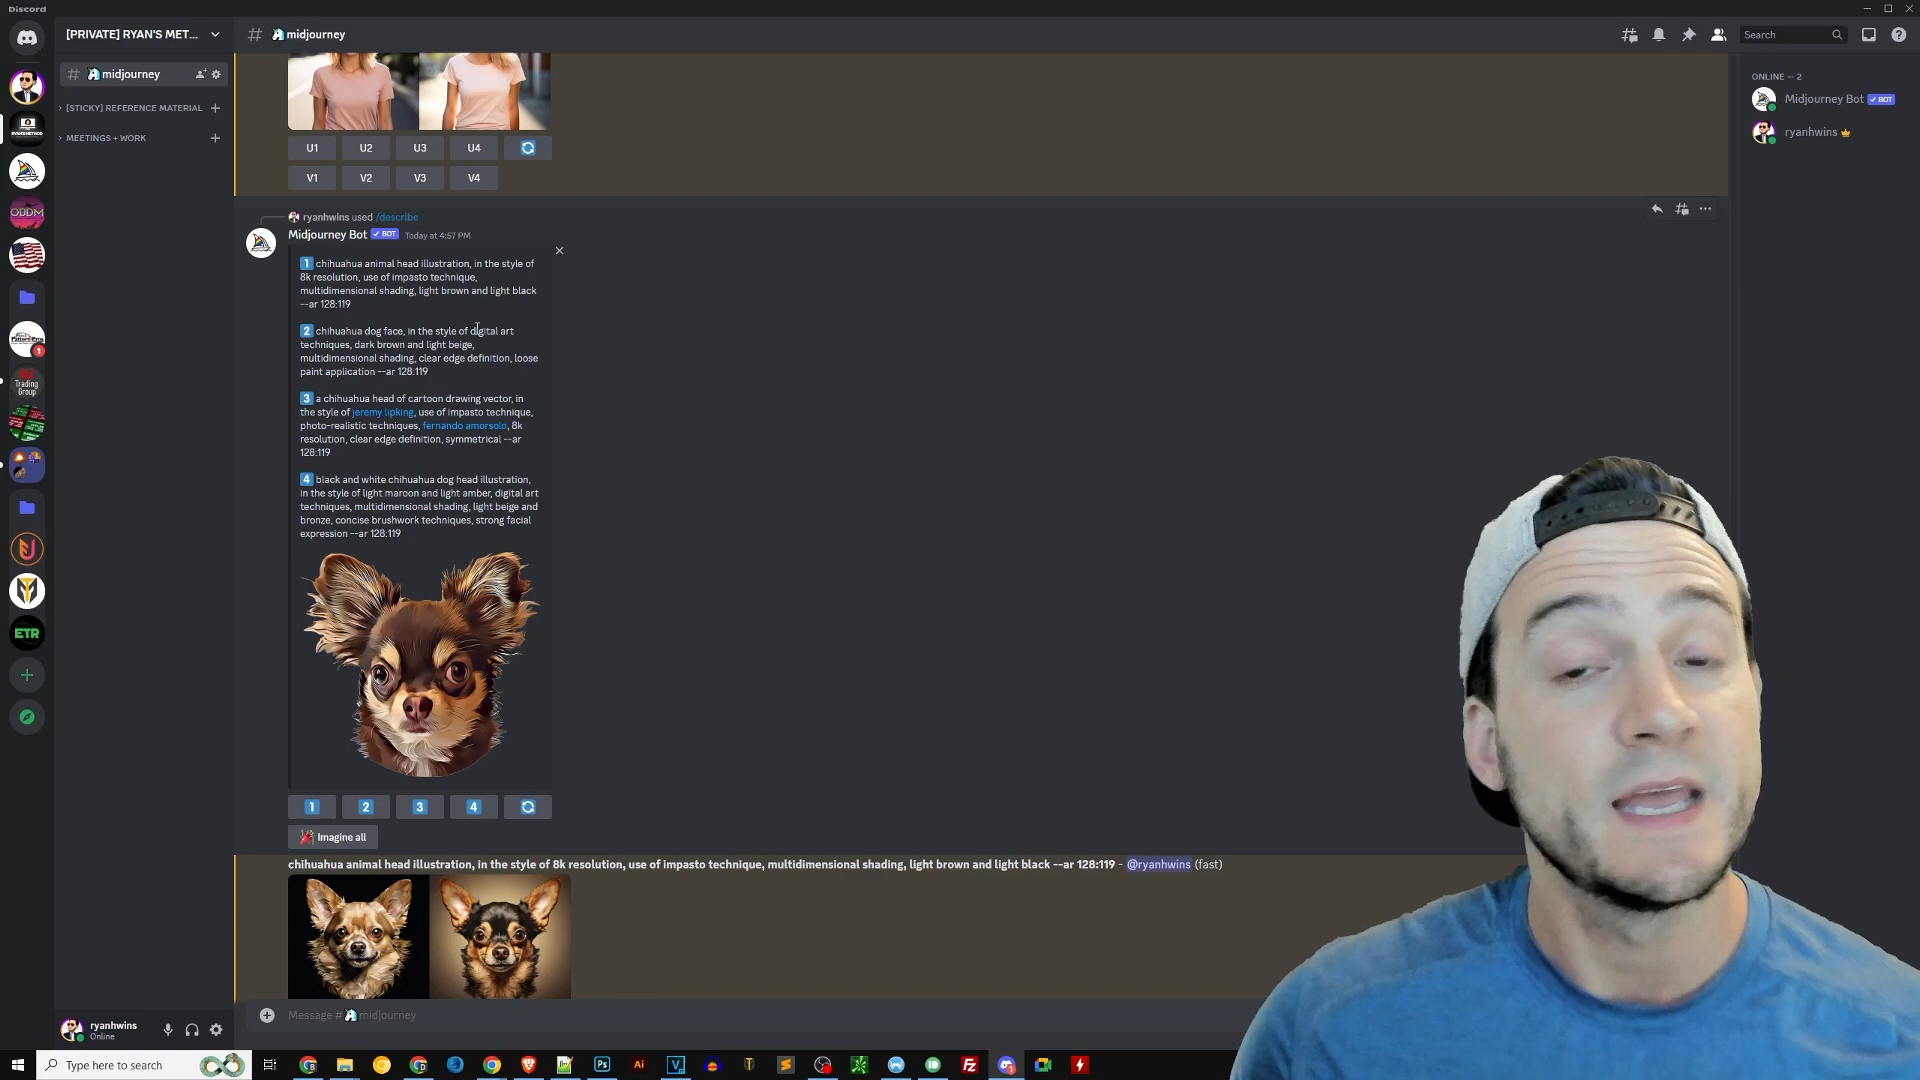 Discord
[PRIVATE] RYAN'S MET...
midjourney
Search
midjourney
[STICKY] REFERENCE MATERIAL
MEETINGS + WORK
ONLINE — 2
Midjourney Bot BOT
ryanhwins
U1 U2 U3 U4
V1 V2 V3 V4
ryanhwins used /describe
Midjourney Bot BOT Today at 4:57 PM
1 chihuahua animal head illustration, in the style of
8k resolution, use of impasto technique,
multidimensional shading, light brown and light black
--ar 128:119
2 chihuahua dog face, in the style of digital art
techniques, dark brown and light beige,
multidimensional shading, clear edge definition, loose
paint application --ar 128:119
3 a chihuahua head of cartoon drawing vector, in
the style of jeremy lipking, use of impasto technique,
photo-realistic techniques, fernando amorsolo, 8k
resolution, clear edge definition, symmetrical --ar
128:119
4 black and white chihuahua dog head illustration,
in the style of light maroon and light amber, digital art
techniques, multidimensional shading, light beige and
bronze, concise brushwork techniques, strong facial
expression --ar 128:119
1 2 3 4
Imagine all
chihuahua animal head illustration, in the style of 8k resolution, use of impasto technique, multidimensional shading, light brown and light black --ar 128:119 - @ryanhwins (fast)
Message # midjourney
ryanhwins
Online
ODDM
1
Trading
Group
ETR
Type here to search
Ps
Ai